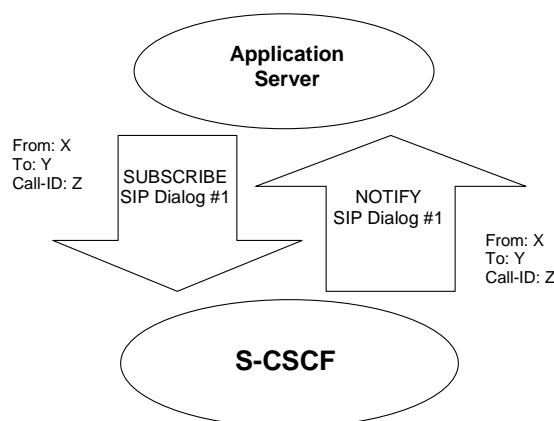 Application
Server
From: X
To: Y
Call-ID: Z
SUBSCRIBE
SIP Dialog #1
NOTIFY
SIP Dialog #1
From: X
To: Y
Call-ID: Z
S-CSCF